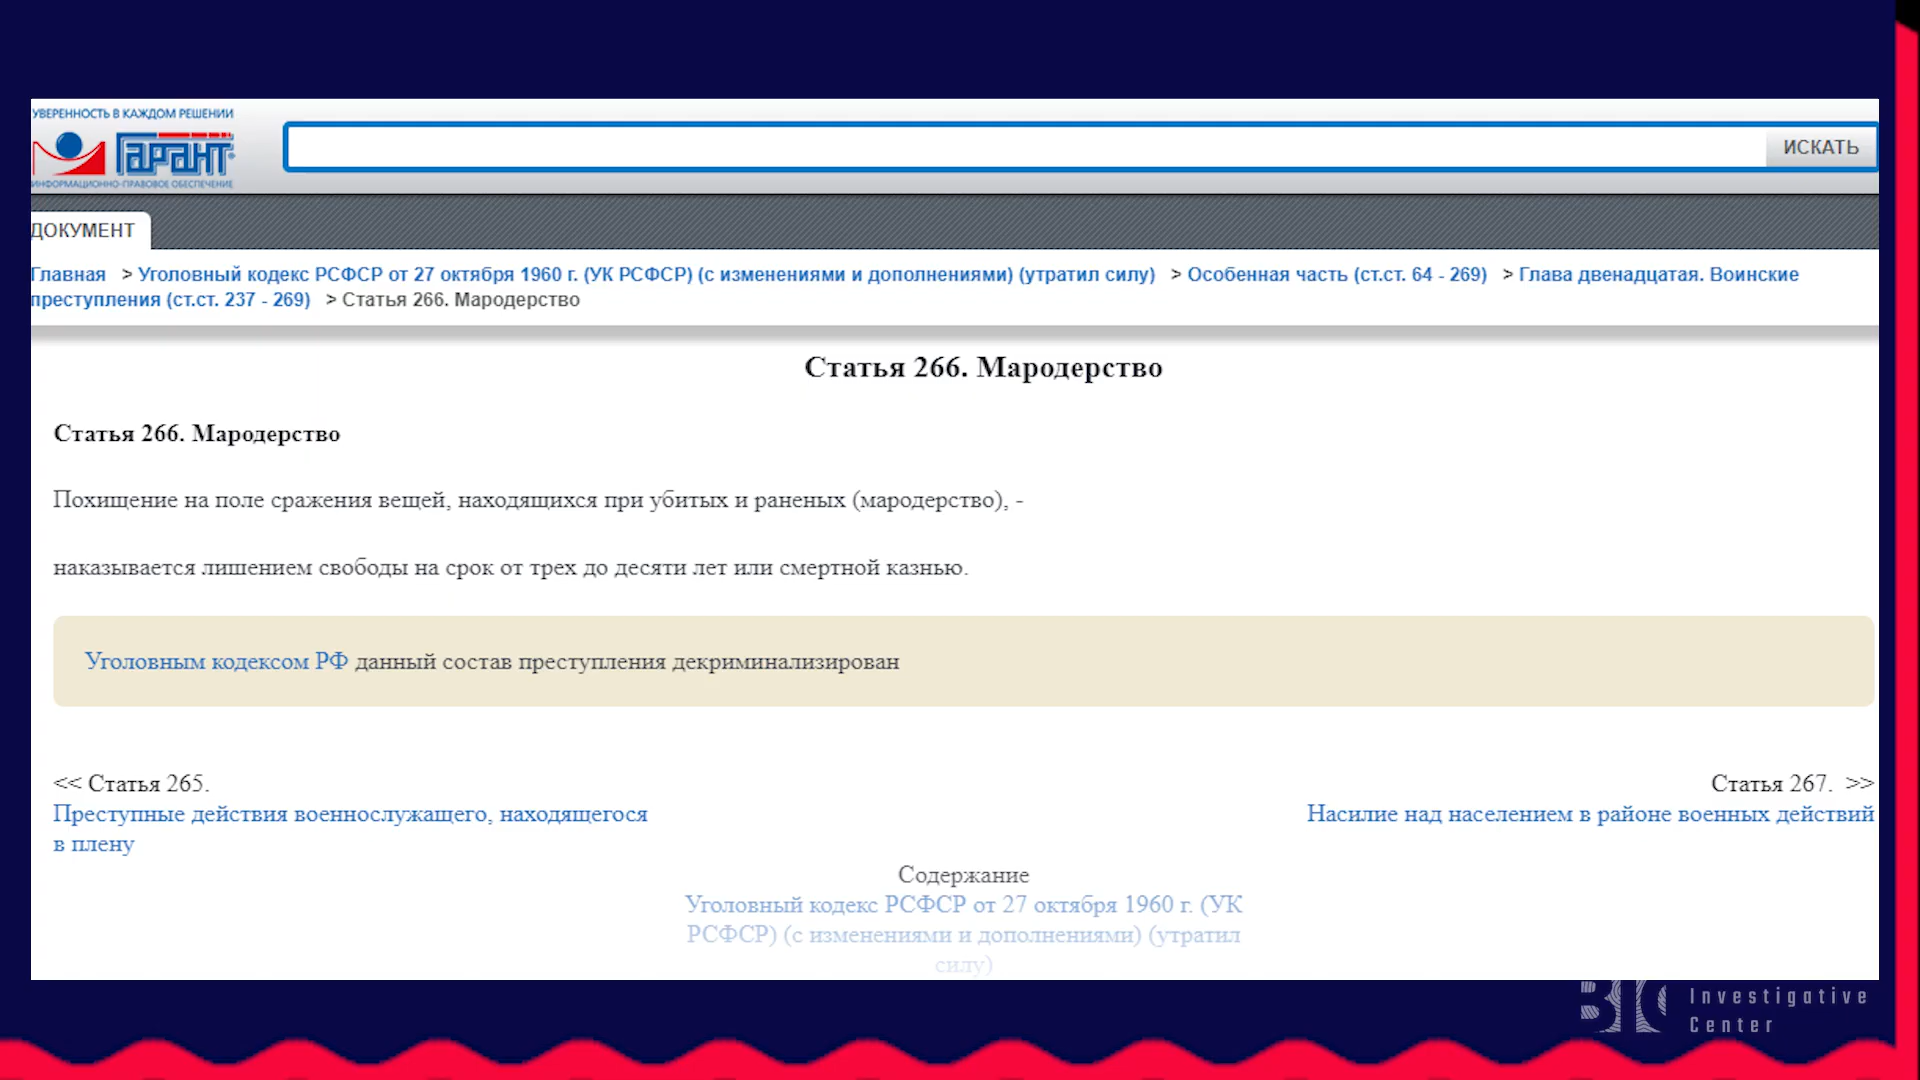 УВЕРЕННОСТЬ В КАЖДОМ РЕШЕНИИ
ГАРАНТ
ИНФОРМАЦИОННО-ПРАВОВОЕ ОБЕСПЕЧЕНИЕ
ИСКАТЬ
ДОКУМЕНТ
Главная > Уголовный кодекс РСФСР от 27 октября 1960 г. (УК РСФСР) (с изменениями и дополнениями) (утратил силу) > Особенная часть (ст.ст. 64 - 269) > Глава двенадцатая. Воинские
преступления (ст.ст. 237 - 269) > Статья 266. Мародерство
Статья 266. Мародерство
Статья 266. Мародерство
Похищение на поле сражения вещей, находящихся при убитых и раненых (мародерство), -
наказывается лишением свободы на срок от трех до десяти лет или смертной казнью.
Уголовным кодексом РФ данный состав преступления декриминализирован
<< Статья 265.
Преступные действия военнослужащего, находящегося
в плену
Статья 267. >>
Насилие над населением в районе военных действий
Содержание
Уголовный кодекс РСФСР от 27 октября 1960 г. (УК
РСФСР) (с изменениями и дополнениями) (утратил
силу)
BIC
Investigative
Center